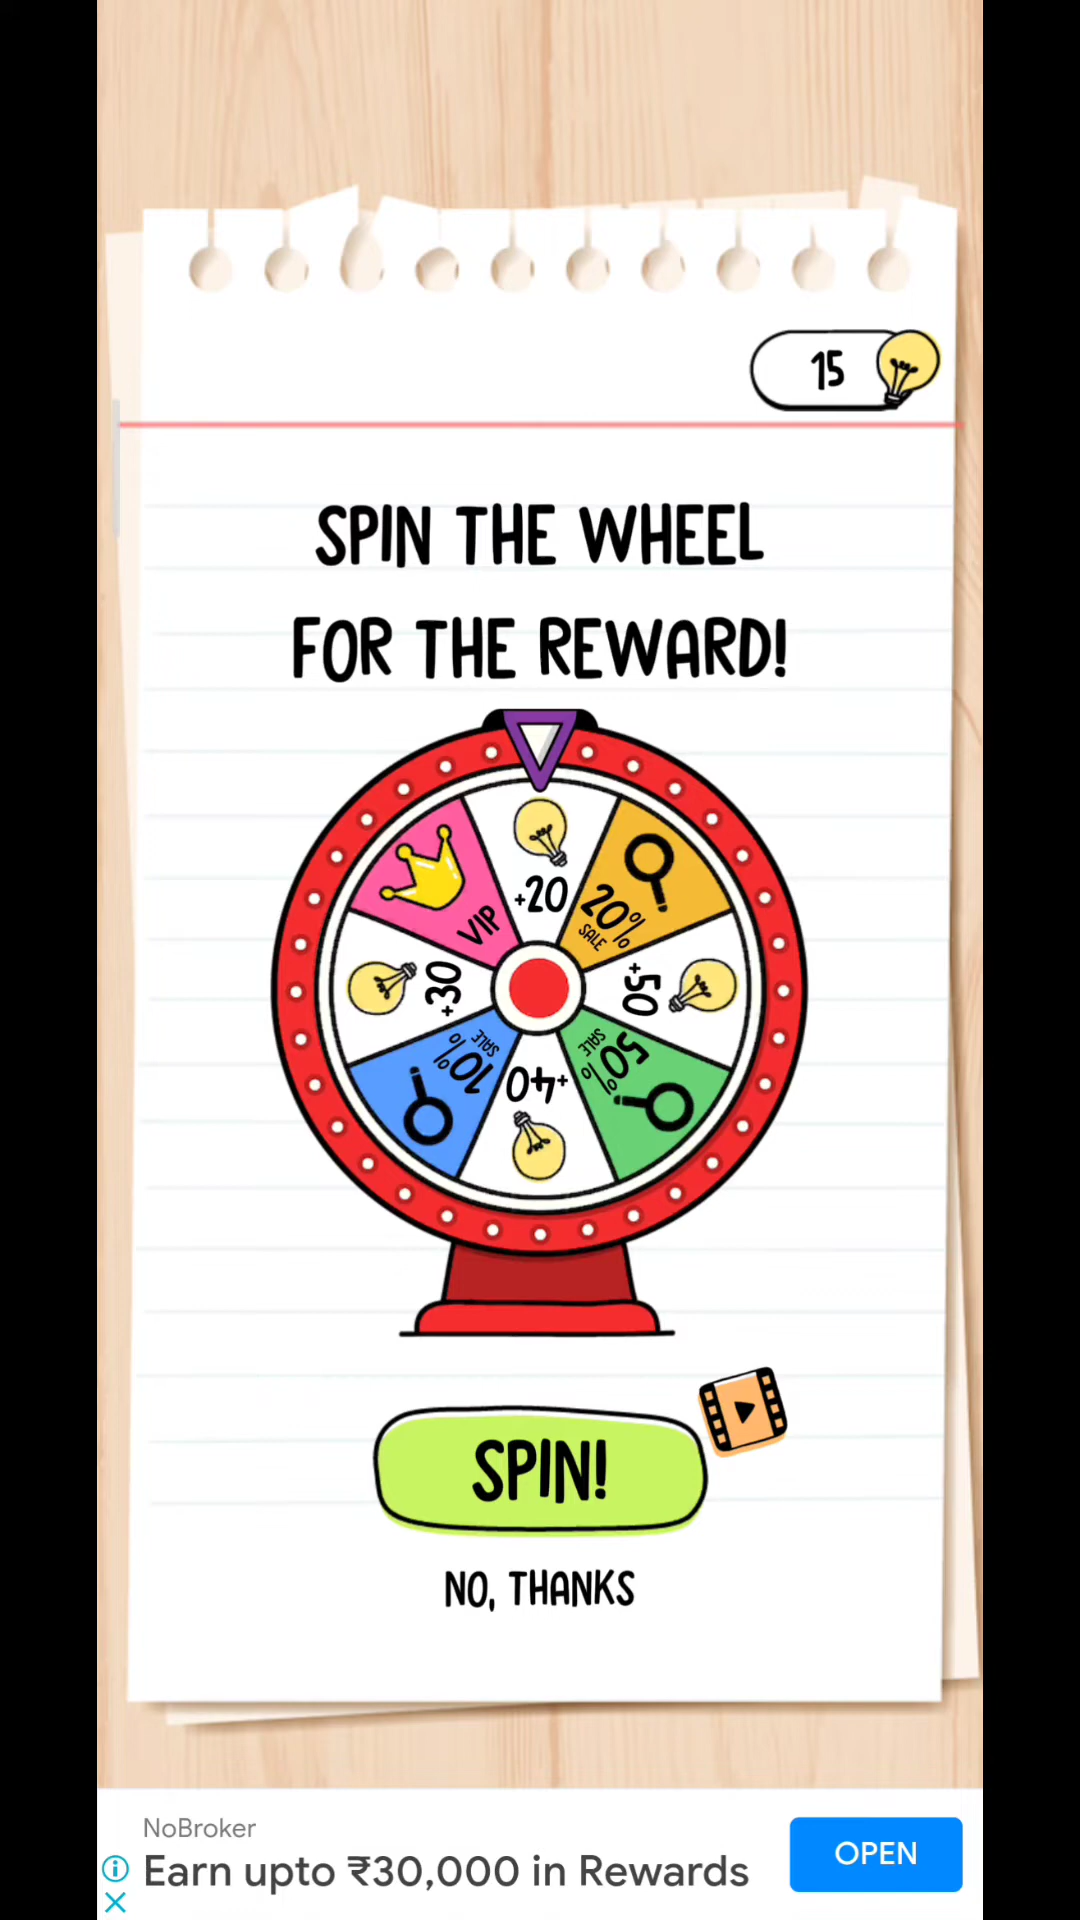 15
SPIN THE WHEEL
FOR THE REWARD!
+20
20%
SALE
VIP
+30
+50
10%
SALE
50%
SALE
+40
SPIN!
NO, THANKS
NoBroker
Earn upto ₹30,000 in Rewards
OPEN